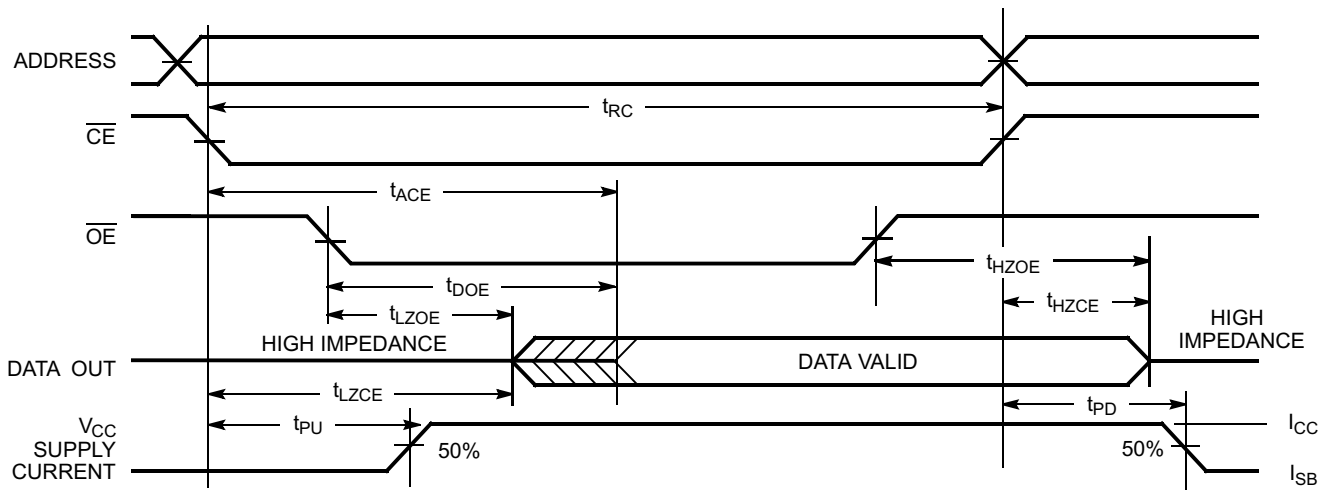 ADDRESS
tRC
CE
tACE
OE
tHZOE
tDOE
tHZCE
tLZOE
HIGH IMPEDANCE
HIGH
IMPEDANCE
DATA OUT
DATA VALID
tLZCE
tPD
tPU
VCC
SUPPLY
CURRENT
50%
50%
ICC
ISB